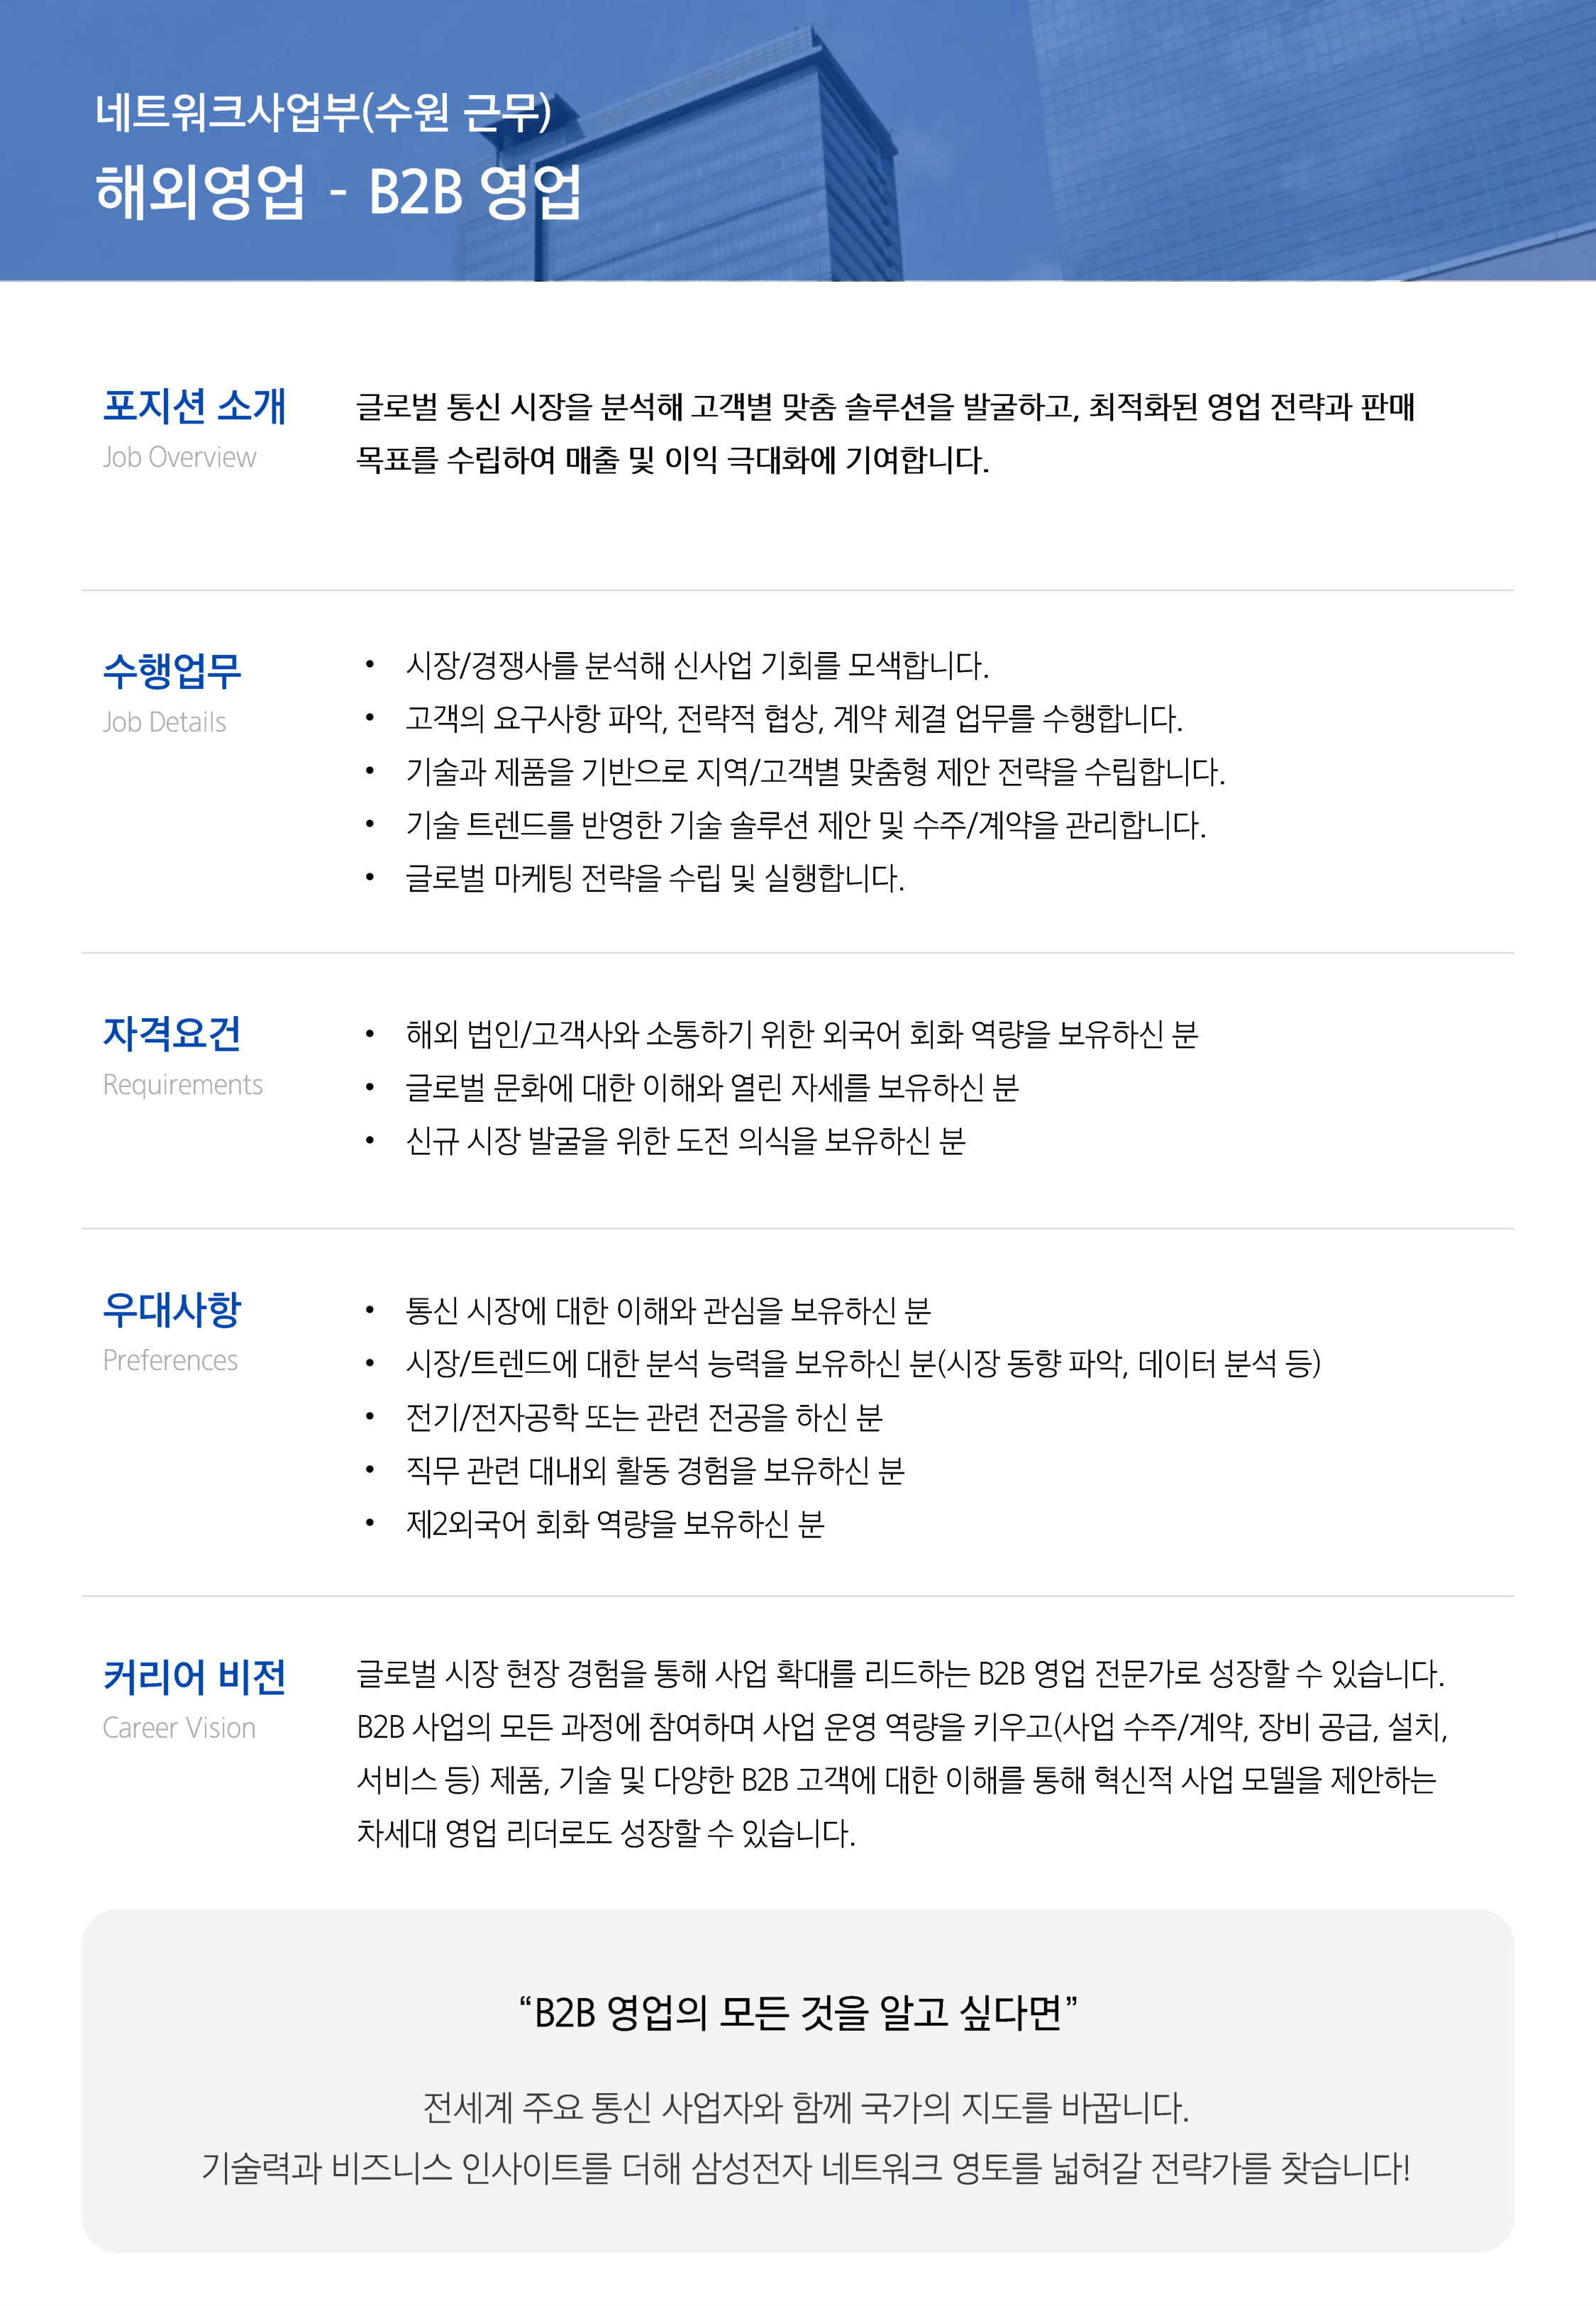 네트워크사업부(수원 근무)
해외영업 - B2B 영업
포지션 소개
Job Overview
글로벌 통신 시장을 분석해 고객별 맞춤 솔루션을 발굴하고, 최적화된 영업 전략과 판매
목표를 수립하여 매출 및 이익 극대화에 기여합니다.
수행업무
Job Details
• 시장/경쟁사를 분석해 신사업 기회를 모색합니다.
• 고객의 요구사항 파악, 전략적 협상, 계약 체결 업무를 수행합니다.
• 기술과 제품을 기반으로 지역/고객별 맞춤형 제안 전략을 수립합니다.
• 기술 트렌드를 반영한 기술 솔루션 제안 및 수주/계약을 관리합니다.
• 글로벌 마케팅 전략을 수립 및 실행합니다.
자격요건
Requirements
• 해외 법인/고객사와 소통하기 위한 외국어 회화 역량을 보유하신 분
• 글로벌 문화에 대한 이해와 열린 자세를 보유하신 분
• 신규 시장 발굴을 위한 도전 의식을 보유하신 분
우대사항
Preferences
• 통신 시장에 대한 이해와 관심을 보유하신 분
• 시장/트렌드에 대한 분석 능력을 보유하신 분(시장 동향 파악, 데이터 분석 등)
• 전기/전자공학 또는 관련 전공을 하신 분
• 직무 관련 대내외 활동 경험을 보유하신 분
• 제2외국어 회화 역량을 보유하신 분
커리어 비전
Career Vision
글로벌 시장 현장 경험을 통해 사업 확대를 리드하는 B2B 영업 전문가로 성장할 수 있습니다.
B2B 사업의 모든 과정에 참여하며 사업 운영 역량을 키우고(사업 수주/계약, 장비 공급, 설치,
서비스 등) 제품, 기술 및 다양한 B2B 고객에 대한 이해를 통해 혁신적 사업 모델을 제안하는
차세대 영업 리더로도 성장할 수 있습니다.
“B2B 영업의 모든 것을 알고 싶다면”
전세계 주요 통신 사업자와 함께 국가의 지도를 바꿉니다.
기술력과 비즈니스 인사이트를 더해 삼성전자 네트워크 영토를 넓혀갈 전략가를 찾습니다!